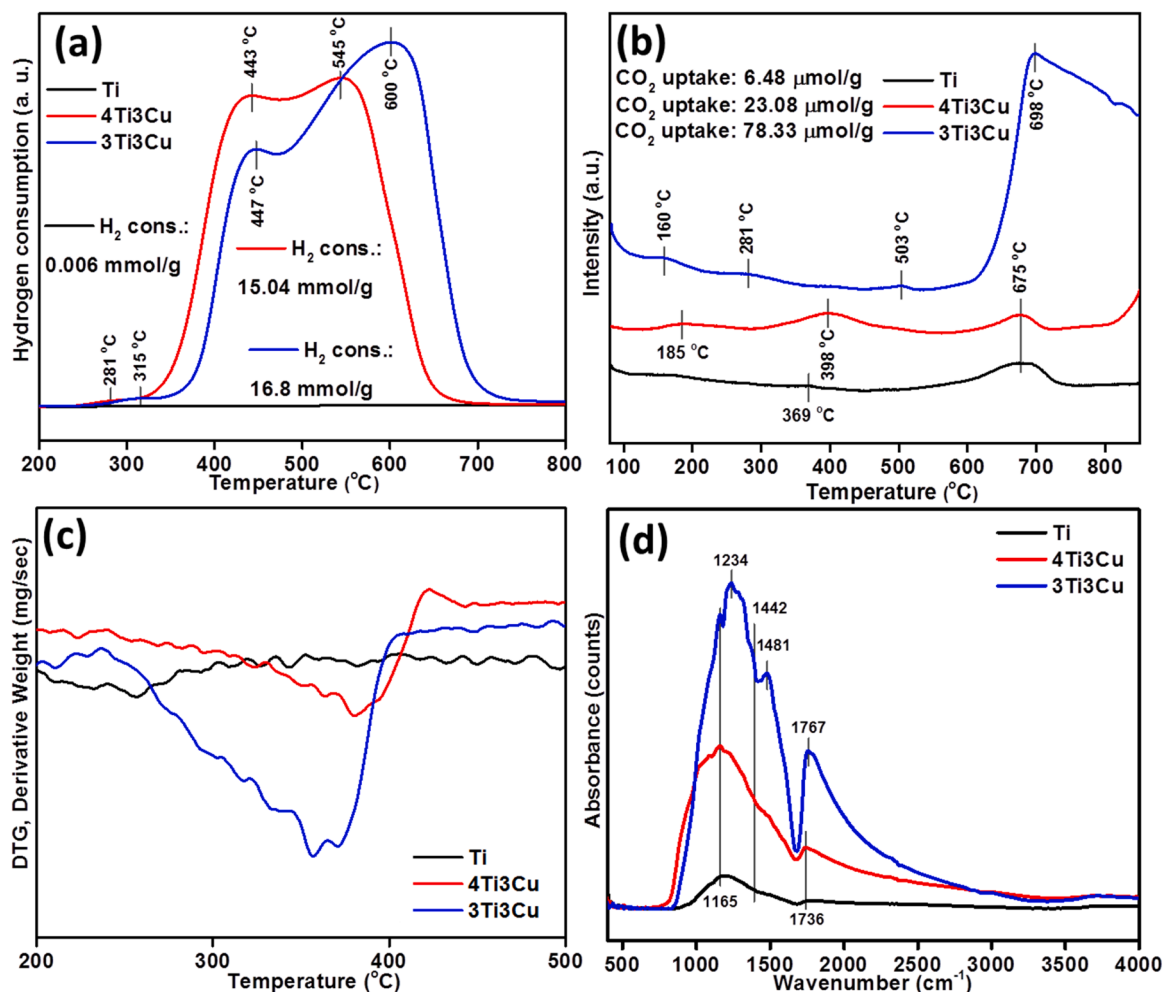 (a)
Ti
4Ti3Cu
3Ti3Cu
443 °C
545 °C
600 °C
447 °C
H2 cons.:
0.006 mmol/g
H2 cons.:
15.04 mmol/g
H2 cons.:
16.8 mmol/g
281 °C
315 °C
Hydrogen consumption (a. u.)
200 300 400 500 600 700 800
Temperature (°C)
(b)
CO2 uptake: 6.48 μmol/g Ti
CO2 uptake: 23.08 μmol/g 4Ti3Cu
CO2 uptake: 78.33 μmol/g 3Ti3Cu
698 °C
160 °C
281 °C
503 °C
675 °C
185 °C
398 °C
369 °C
Intensity (a.u.)
100 200 300 400 500 600 700 800
Temperature (°C)
(c)
Ti
4Ti3Cu
3Ti3Cu
DTG, Derivative Weight (mg/sec)
200 300 400 500
Temperature (°C)
(d)
Ti
4Ti3Cu
3Ti3Cu
1234
1442
1481
1767
1165
1736
Absorbance (counts)
500 1000 1500 2000 2500 3000 3500 4000
Wavenumber (cm-1)